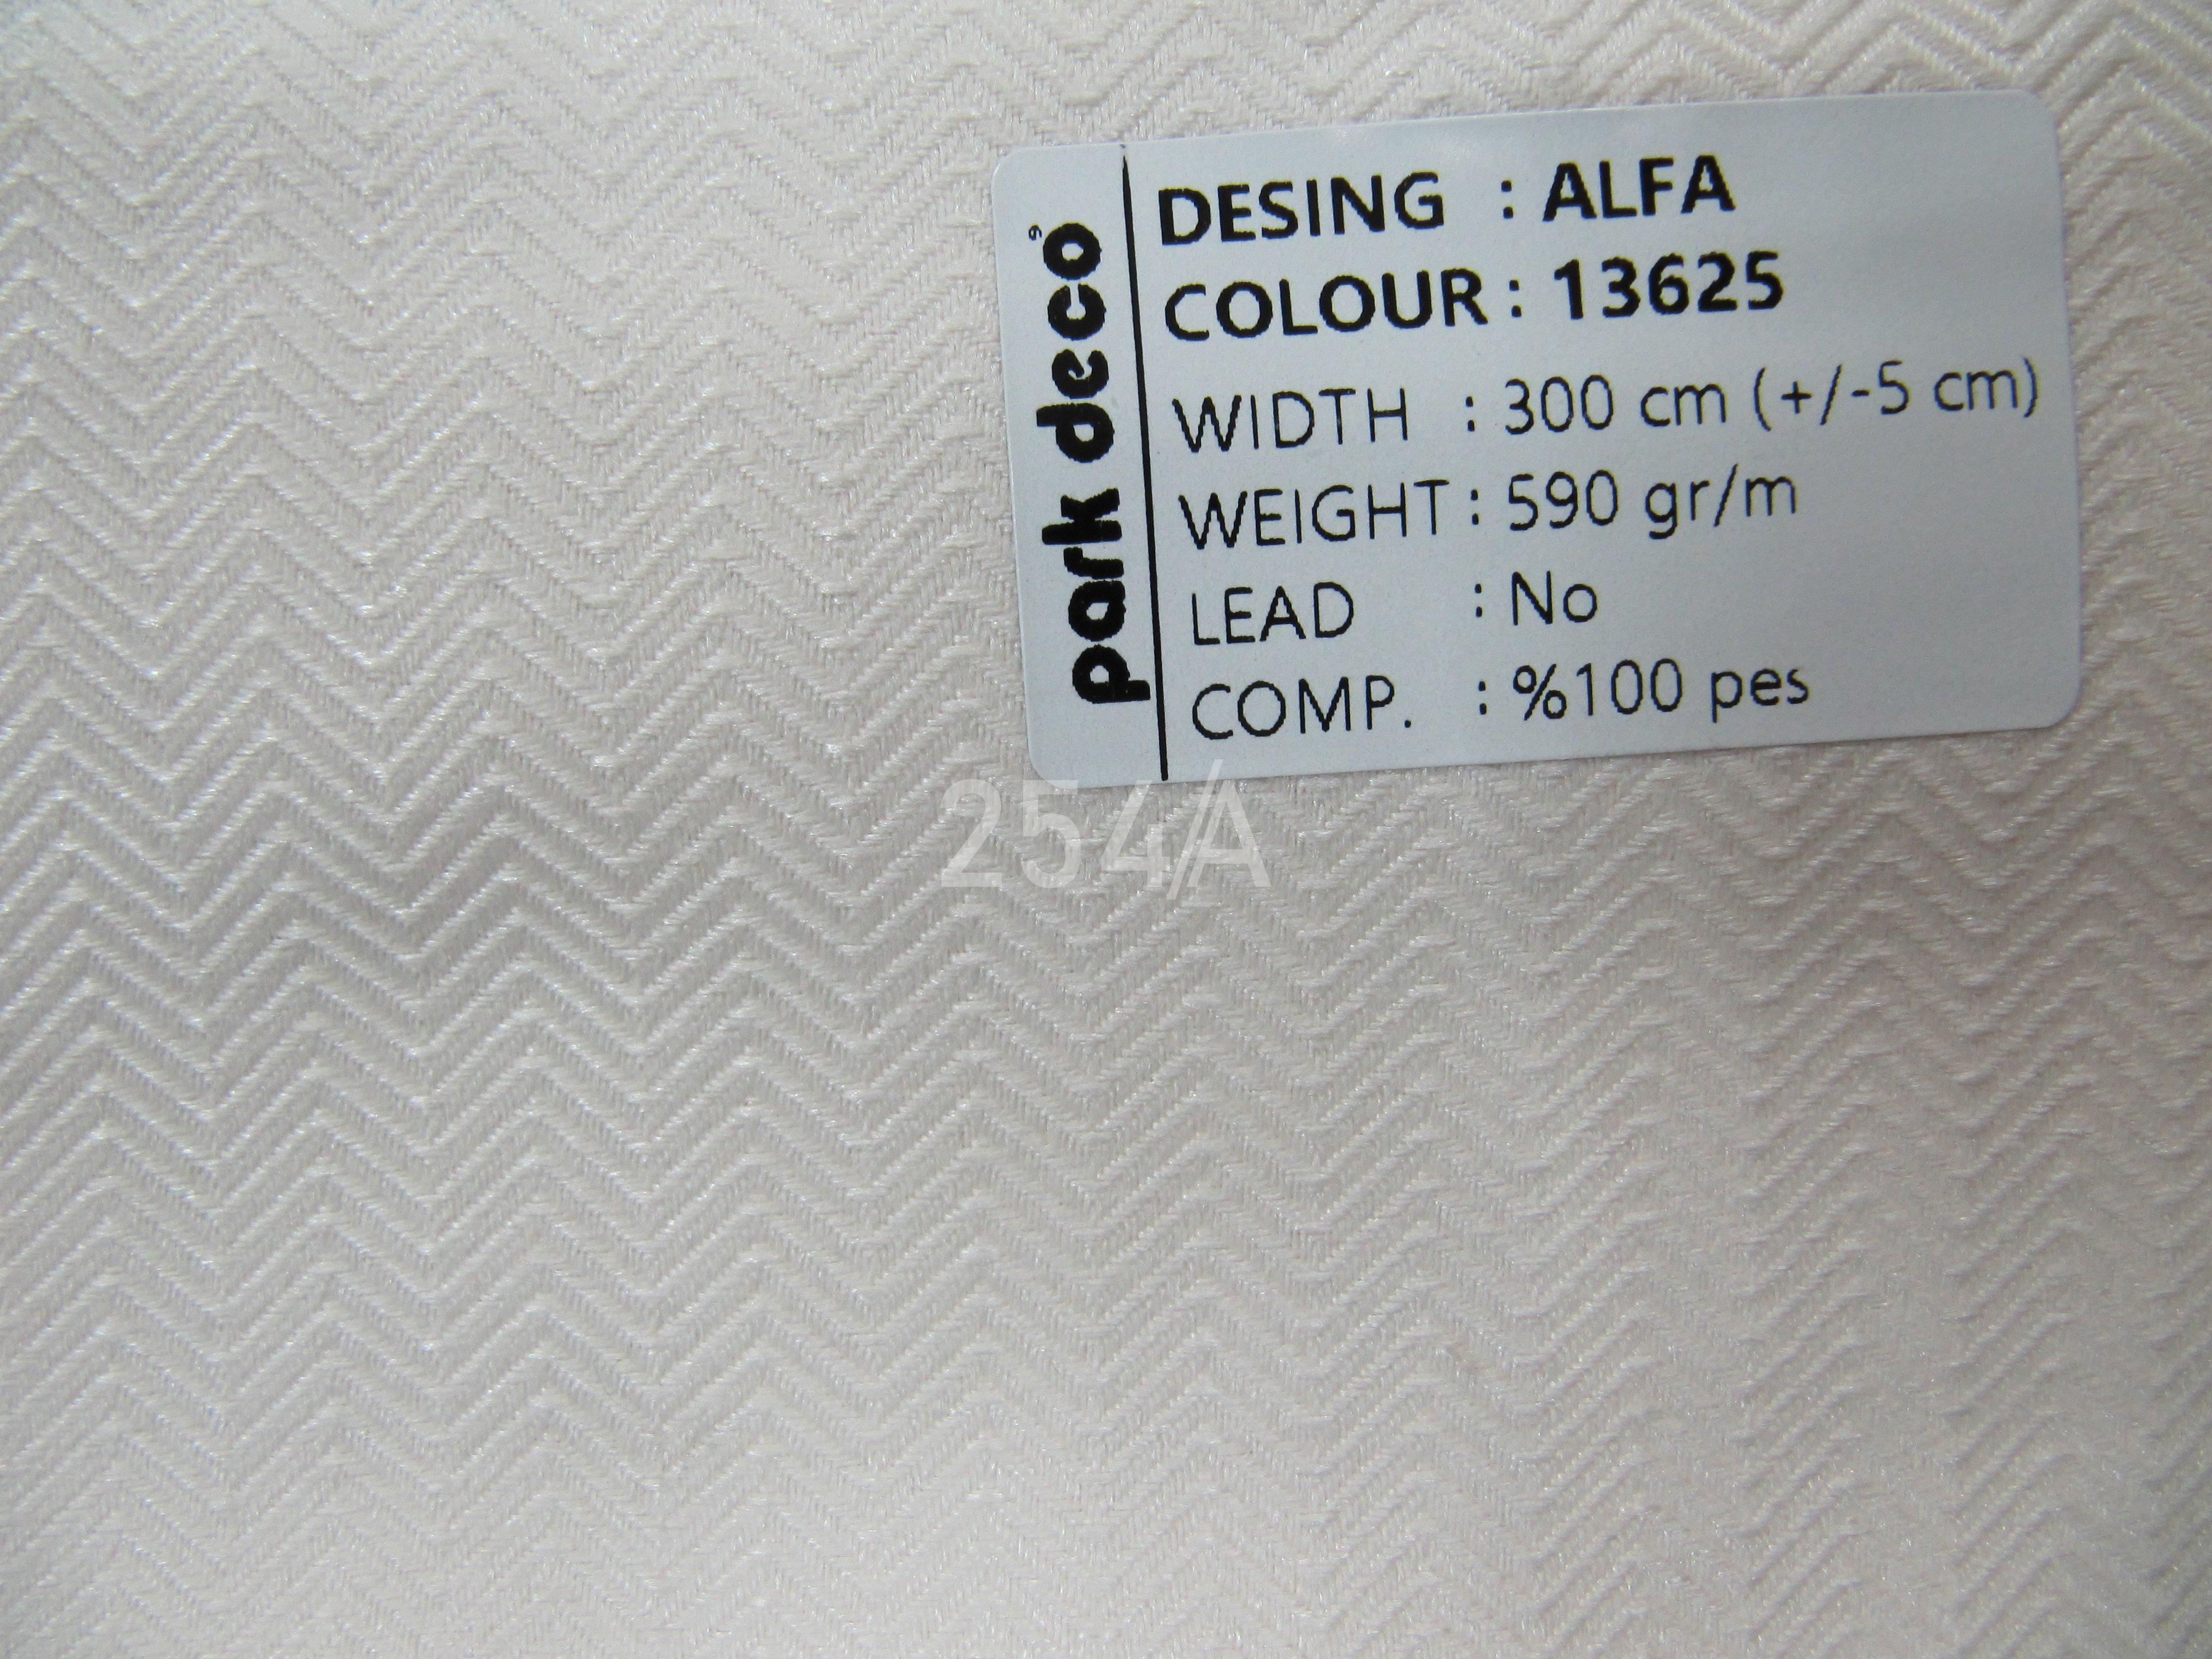 park deco
DESING : ALFA
COLOUR : 13625
WIDTH : 300 cm (+/-5 cm)
WEIGHT : 590 gr/m
LEAD : No
COMP. : %100 pes
254/A